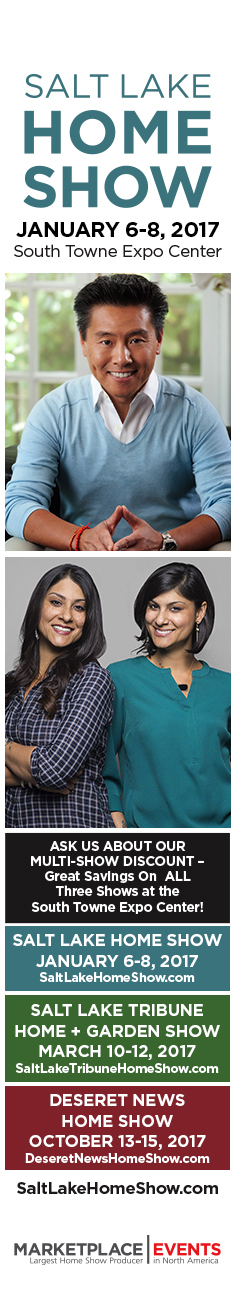 SALT LAKE
HOME
SHOW
JANUARY 6-8, 2017
South Towne Expo Center
ASK US ABOUT OUR
MULTI-SHOW DISCOUNT –
Great Savings On ALL
Three Shows at the
South Towne Expo Center!
SALT LAKE HOME SHOW
JANUARY 6-8, 2017
SaltLakeHomeShow.com
SALT LAKE TRIBUNE
HOME + GARDEN SHOW
MARCH 10-12, 2017
SaltLakeTribuneHomeShow.com
DESERET NEWS
HOME SHOW
OCTOBER 13-15, 2017
DeseretNewsHomeShow.com
SaltLakeHomeShow.com
MARKETPLACE EVENTS
Largest Home Show Producer in North America